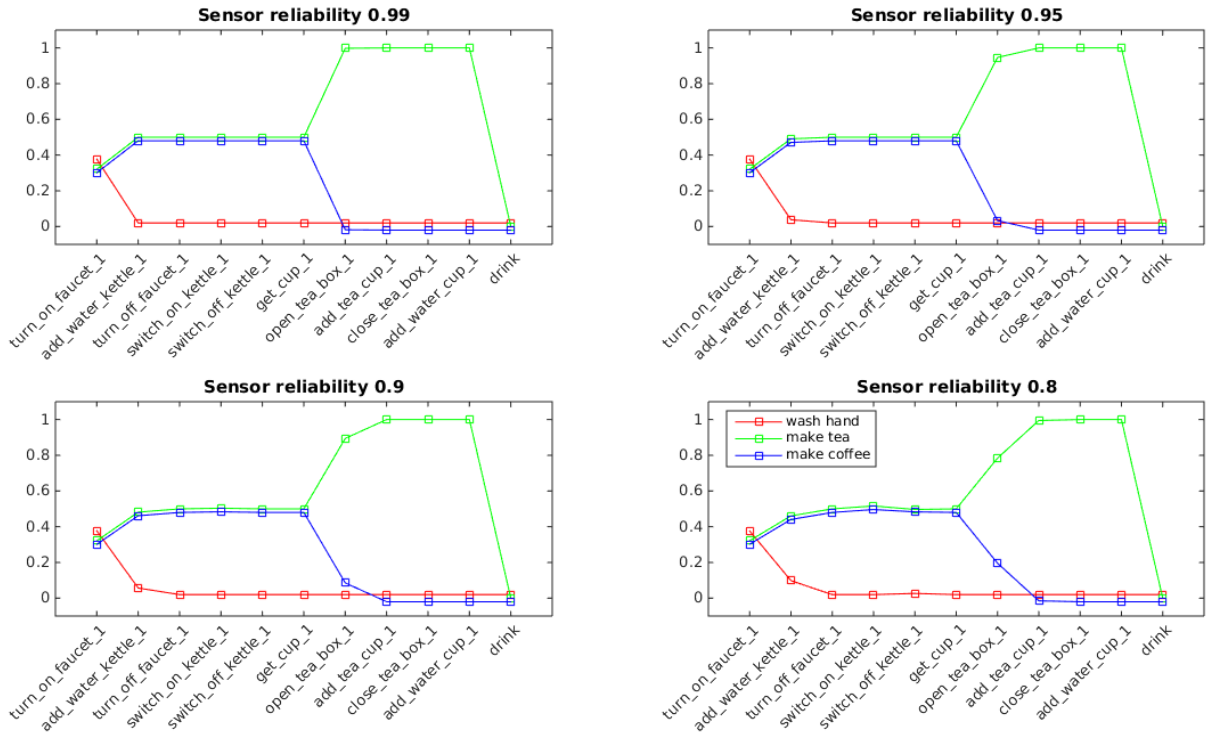 Sensor reliability 0.99
1
0.8
0.6
0.4
0.2
0
turn_on_faucet_1
add_water_kettle_1
turn_off_faucet_1
switch_on_kettle_1
switch_off_kettle_1
get_cup_1
open_tea_box_1
add_tea_cup_1
close_tea_box_1
add_water_cup_1
drink
Sensor reliability 0.95
1
0.8
0.6
0.4
0.2
0
turn_on_faucet_1
add_water_kettle_1
turn_off_faucet_1
switch_on_kettle_1
switch_off_kettle_1
get_cup_1
open_tea_box_1
add_tea_cup_1
close_tea_box_1
add_water_cup_1
drink
Sensor reliability 0.9
1
0.8
0.6
0.4
0.2
0
turn_on_faucet_1
add_water_kettle_1
turn_off_faucet_1
switch_on_kettle_1
switch_off_kettle_1
get_cup_1
open_tea_box_1
add_tea_cup_1
close_tea_box_1
add_water_cup_1
drink
Sensor reliability 0.8
wash hand
make tea
make coffee
1
0.8
0.6
0.4
0.2
0
turn_on_faucet_1
add_water_kettle_1
turn_off_faucet_1
switch_on_kettle_1
switch_off_kettle_1
get_cup_1
open_tea_box_1
add_tea_cup_1
close_tea_box_1
add_water_cup_1
drink